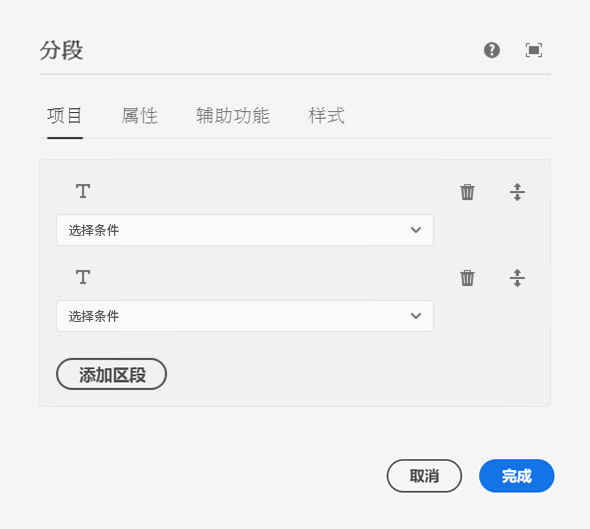 分段
项目 属性 辅助功能 样式
选择条件
选择条件
添加区段
取消 完成